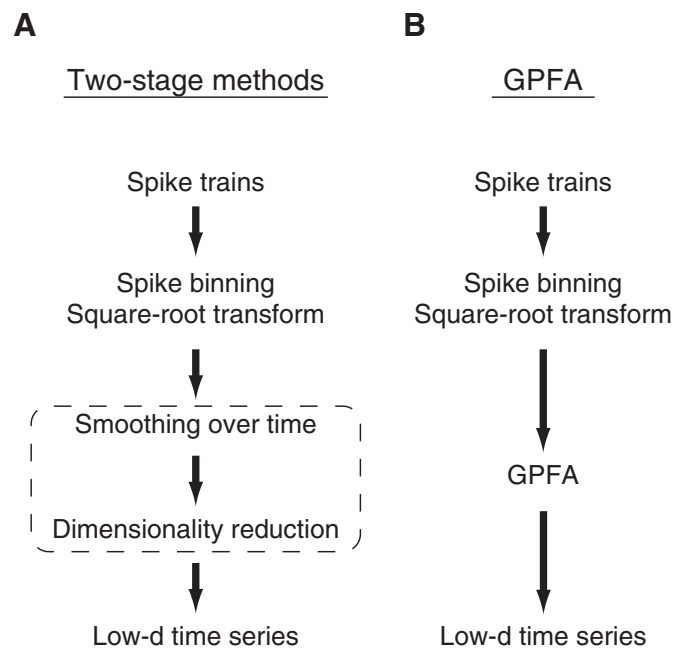 A
Two-stage methods
Spike trains
Spike binning
Square-root transform
Smoothing over time
Dimensionality reduction
Low-d time series
B
GPFA
Spike trains
Spike binning
Square-root transform
GPFA
Low-d time series